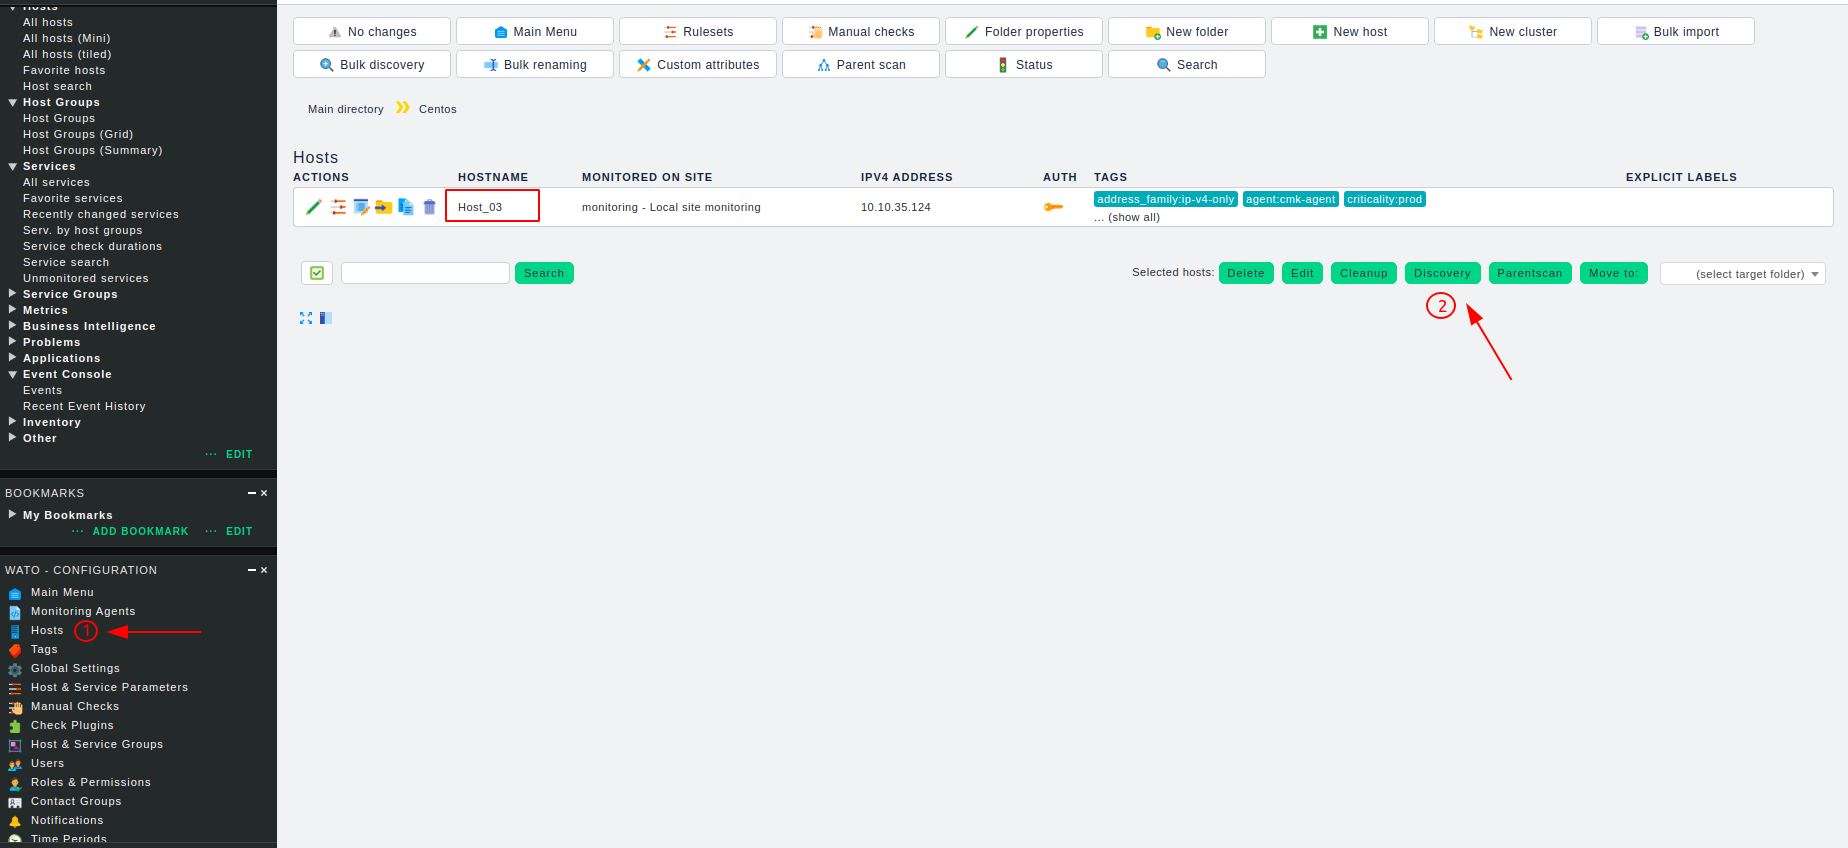 Hosts
All hosts
All hosts (Mini)
All hosts (tiled)
Favorite hosts
Host search
Host Groups
Host Groups
Host Groups (Grid)
Host Groups (Summary)
Services
All services
Favorite services
Recently changed services
Serv. by host groups
Service check durations
Service search
Unmonitored services
Service Groups
Metrics
Business Intelligence
Problems
Applications
Event Console
Events
Recent Event History
Inventory
Other
··· EDIT
BOOKMARKS
My Bookmarks
··· ADD BOOKMARK ··· EDIT
WATO - CONFIGURATION
Main Menu
Monitoring Agents
Hosts 1
Tags
Global Settings
Host & Service Parameters
Manual Checks
Check Plugins
Host & Service Groups
Users
Roles & Permissions
Contact Groups
Notifications
Time Periods
No changes Main Menu Rulesets Manual checks Folder properties New folder New host New cluster Bulk import
Bulk discovery Bulk renaming Custom attributes Parent scan Status Search
Main directory Centos
Hosts
ACTIONS HOSTNAME MONITORED ON SITE IPV4 ADDRESS AUTH TAGS EXPLICIT LABELS
Host_03 monitoring - Local site monitoring 10.10.35.124 address_family:ip-v4-only agent:cmk-agent criticality:prod
... (show all)
Search Selected hosts: Delete Edit Cleanup Discovery Parentscan Move to: (select target folder)
2